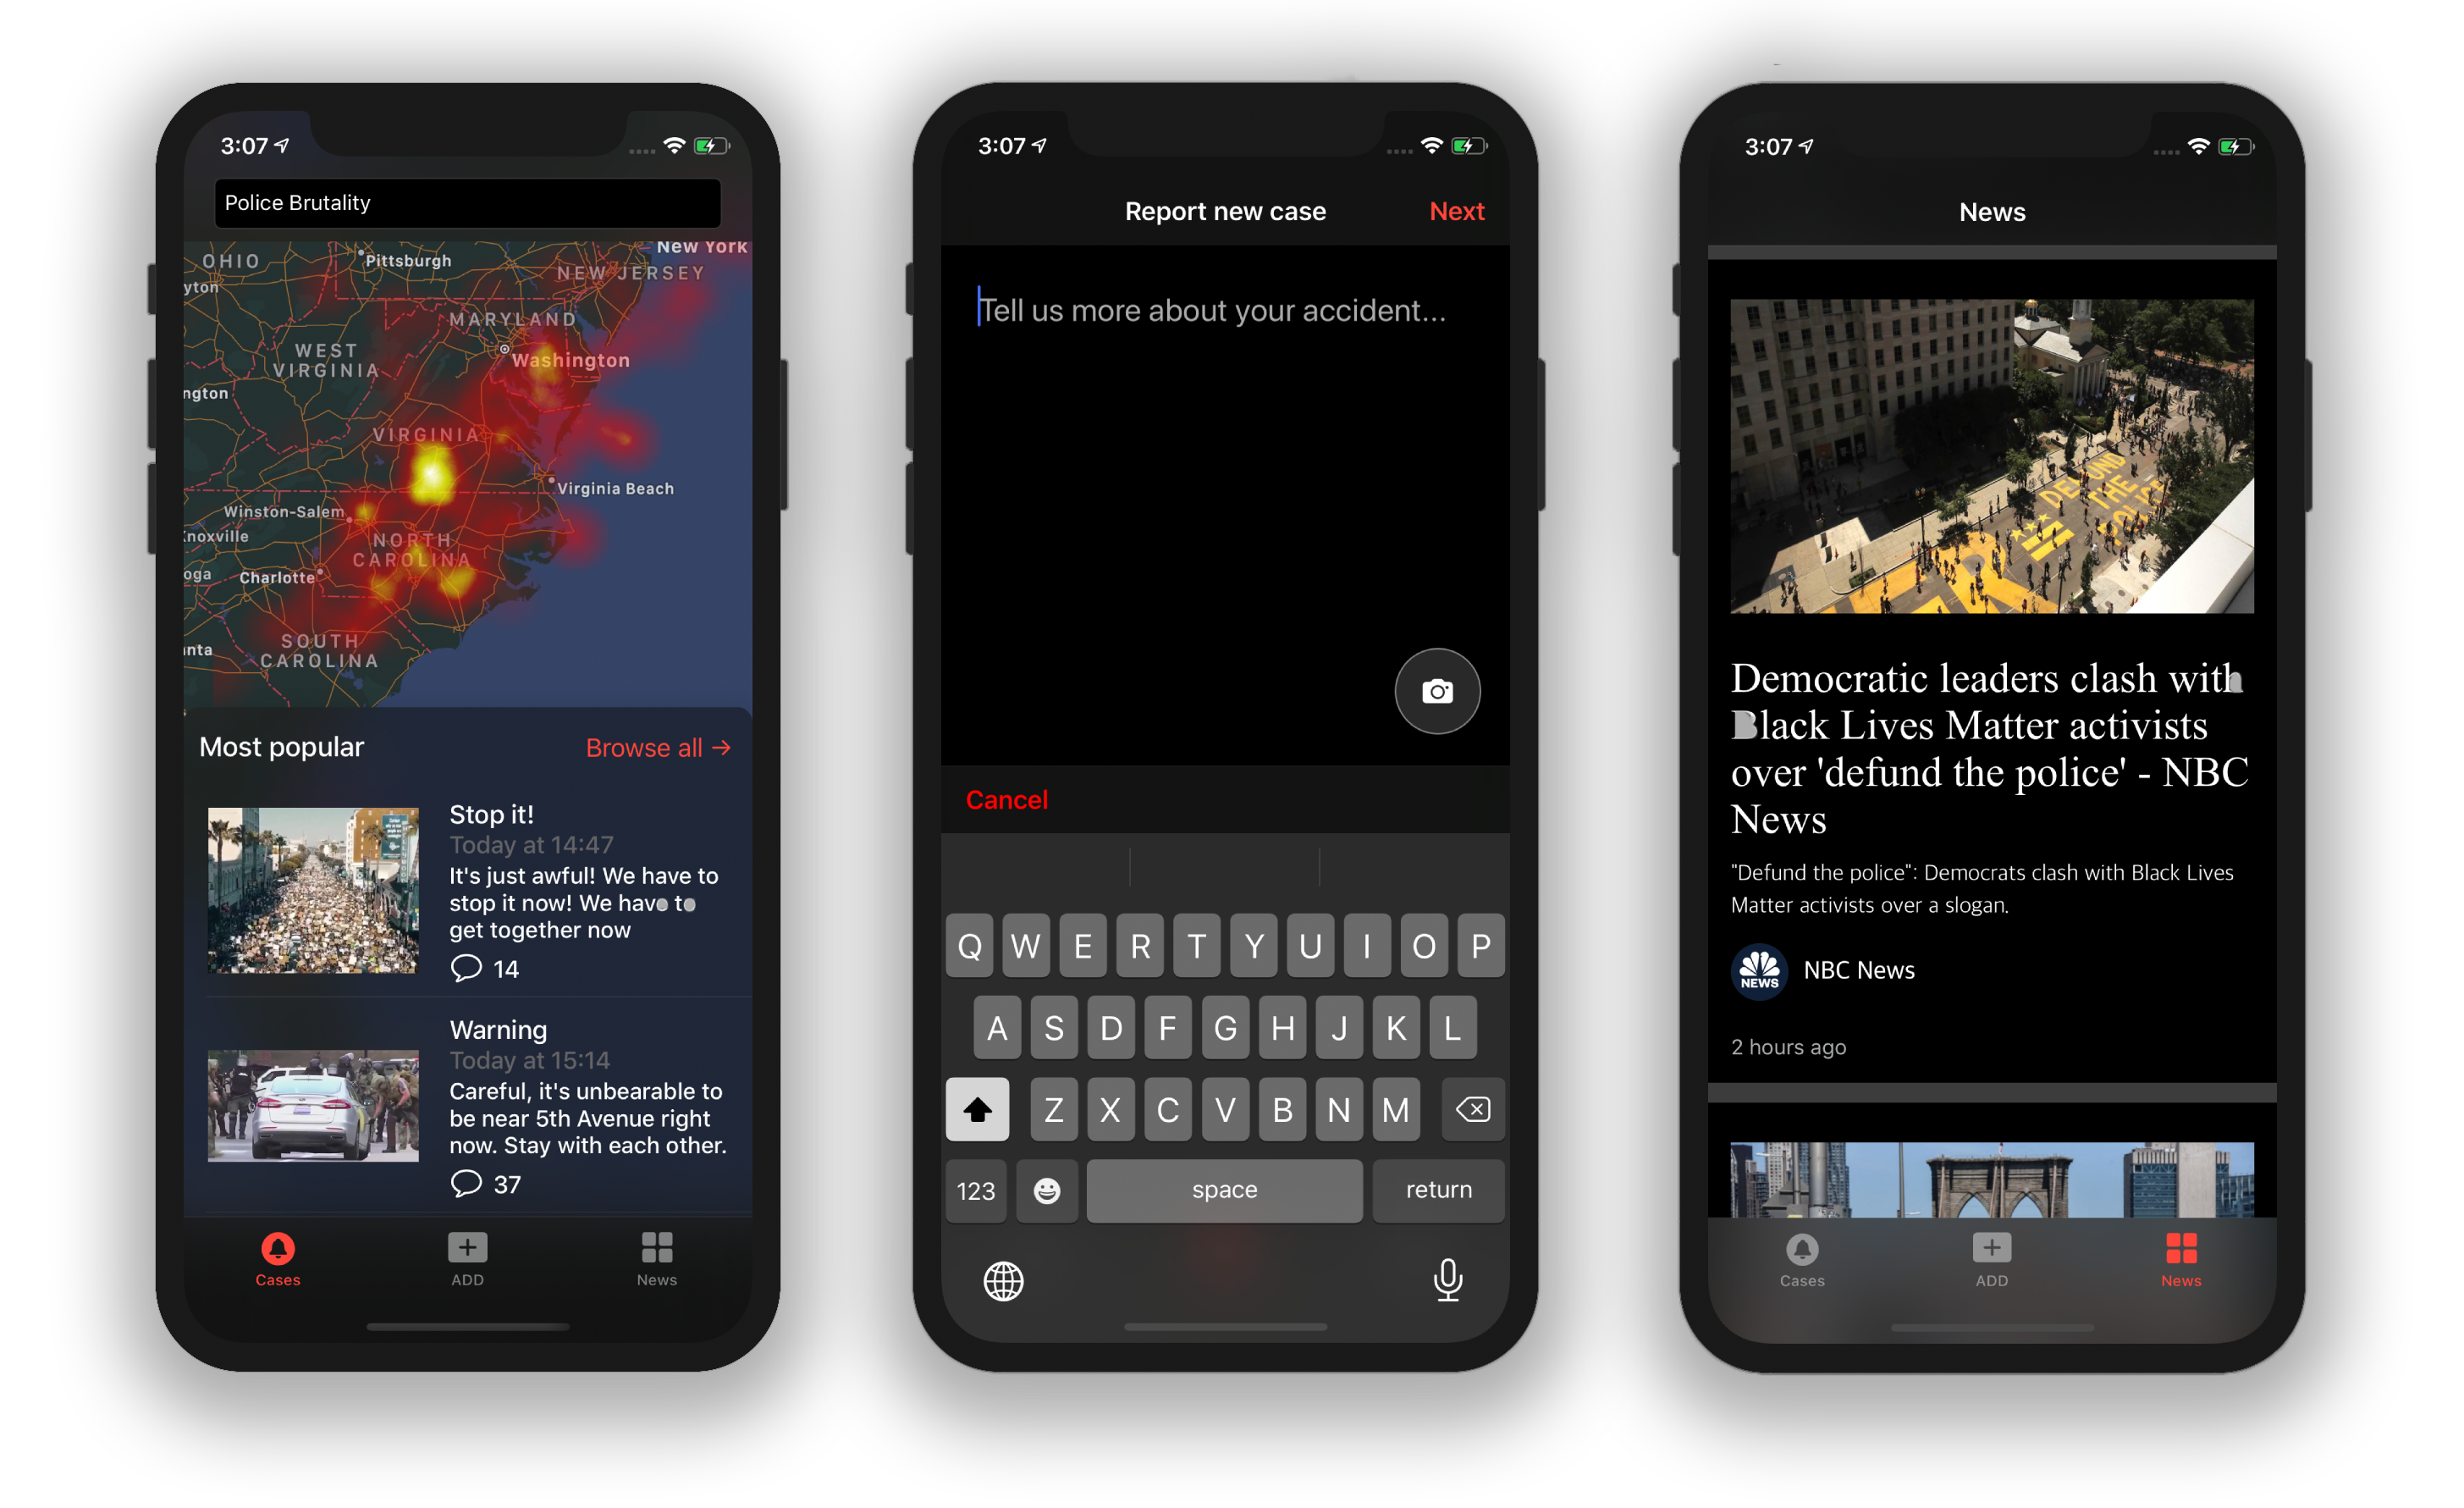 3:07
Police Brutality
New York
OHIO
Pittsburgh
NEW JERSEY
yton
MARYLAND
WEST
VIRGINIA
Washington
ngton
VIRGINIA
Virginia Beach
Winston-Salem
noxville
NORTH
CAROLINA
oga
Charlotte
SOUTH
CAROLINA
anta
Most popular
Browse all →
Stop it!
Today at 14:47
It's just awful! We have to
stop it now! We have to
get together now
14
Warning
Today at 15:14
Careful, it's unbearable to
be near 5th Avenue right
now. Stay with each other.
37
Cases
ADD
News
3:07
Report new case
Next
Tell us more about your accident...
Cancel
Q W E R T Y U I O P
A S D F G H J K L
Z X C V B N M
123
space
return
3:07
News
DEFUND
THE
POLICE
Democratic leaders clash with
Black Lives Matter activists
over 'defund the police' - NBC
News
"Defund the police": Democrats clash with Black Lives
Matter activists over a slogan.
NEWS
NBC News
2 hours ago
Cases
ADD
News